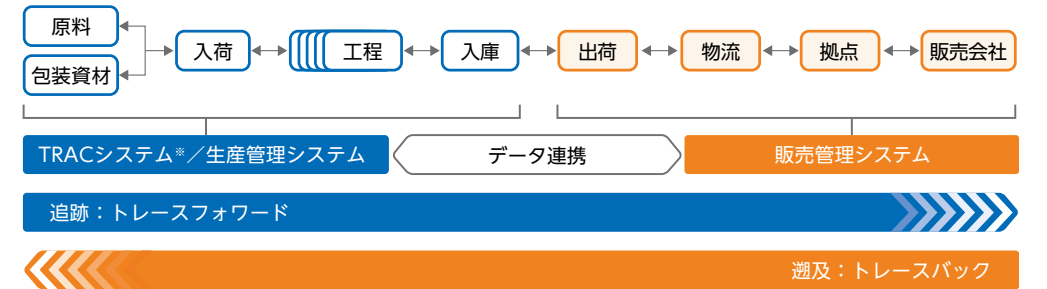 原料
包装資材
入荷
工程
入庫
出荷
物流
拠点
販売会社
TRACシステム※／生産管理システム
データ連携
販売管理システム
追跡：トレースフォワード
遡及：トレースバック